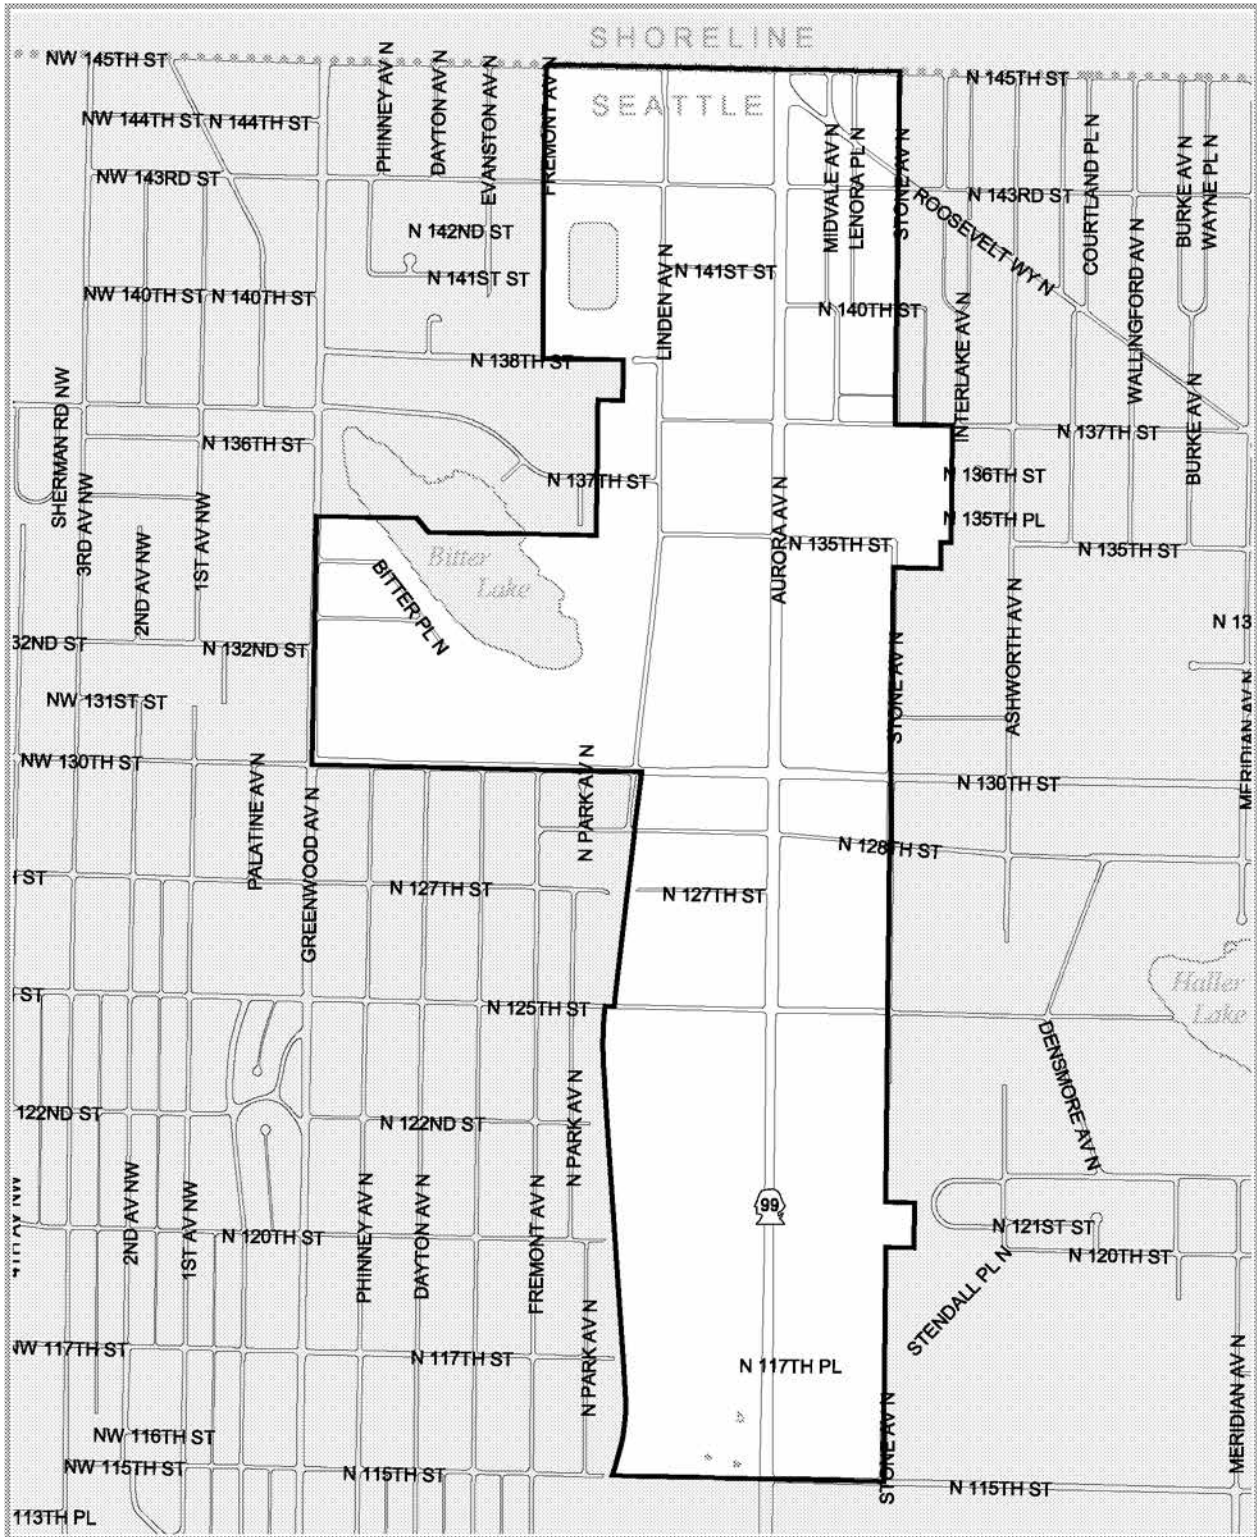 SHORELINE
NW 145TH ST
N 145TH ST
SEATTLE
PHINNEY AV N
DAYTON AV N
EVANSTON AV N
FREMONT AV N
NW 144TH ST
N 144TH ST
MIDVALE AV N
LENORA PL N
STONE AV N
COURTLAND PL N
BURKE AV N
WAYNE PL N
NW 143RD ST
N 143RD ST
ROOSEVELT WY N
N 142ND ST
WALLINGFORD AV N
N 141ST ST
N 141ST ST
LINDEN AV N
NW 140TH ST
N 140TH ST
N 140TH ST
INTERLAKE AV N
N 138TH ST
SHERMAN RD NW
N 136TH ST
N 137TH ST
BURKE AV N
N 137TH ST
N 136TH ST
3RD AV NW
1ST AV NW
AURORA AV N
N 135TH PL
2ND AV NW
Bitter
Lake
BITTER PL N
N 135TH ST
N 135TH ST
32ND ST
N 132ND ST
STONE AV N
ASHWORTH AV N
N 13
NW 131ST ST
MERIDIAN AV N
NW 130TH ST
PALATINE AV N
GREENWOOD AV N
N PARK AV N
N 130TH ST
N 128TH ST
ST
N 127TH ST
N 127TH ST
ST
N 125TH ST
Haller
Lake
DENSMORE AV N
122ND ST
N 122ND ST
N PARK AV N
2ND AV NW
1ST AV NW
PHINNEY AV N
DAYTON AV N
FREMONT AV N
99
N 120TH ST
N 121ST ST
N 120TH ST
4TH AV NW
STENDALL PL N
NW 117TH ST
N 117TH ST
N PARK AV N
N 117TH PL
MERIDIAN AV N
NW 116TH ST
STONE AV N
NW 115TH ST
N 115TH ST
N 115TH ST
113TH PL